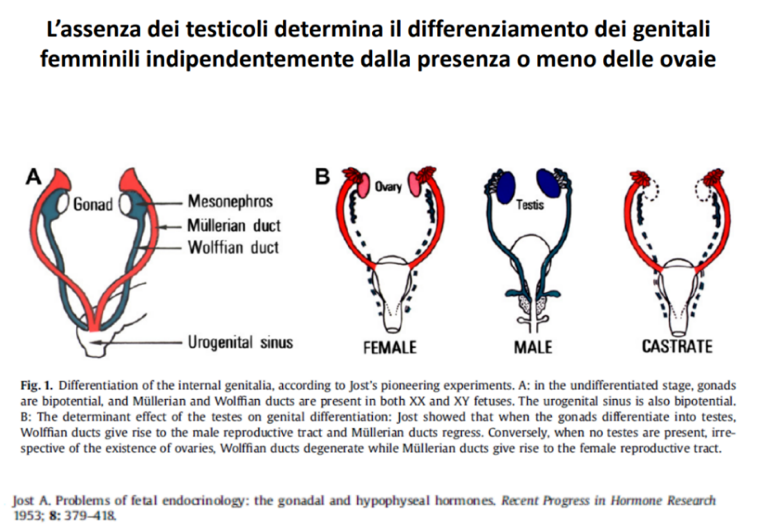 L’assenza dei testicoli determina il differenziamento dei genitali
femminili indipendentemente dalla presenza o meno delle ovaie
A
Gonad
Mesonephros
Müllerian duct
Wolffian duct
Urogenital sinus
B
Ovary
Testis
FEMALE
MALE
CASTRATE
Fig. 1. Differentiation of the internal genitalia, according to Jost's pioneering experiments. A: in the undifferentiated stage, gonads
are bipotential, and Müllerian and Wolffian ducts are present in both XX and XY fetuses. The urogenital sinus is also bipotential.
B: The determinant effect of the testes on genital differentiation: Jost showed that when the gonads differentiate into testes,
Wolffian ducts give rise to the male reproductive tract and Müllerian ducts regress. Conversely, when no testes are present, irre-
spective of the existence of ovaries, Wolffian ducts degenerate while Müllerian ducts give rise to the female reproductive tract.
Jost A. Problems of fetal endocrinology: the gonadal and hypophyseal hormones. Recent Progress in Hormone Research
1953; 8: 379–418.